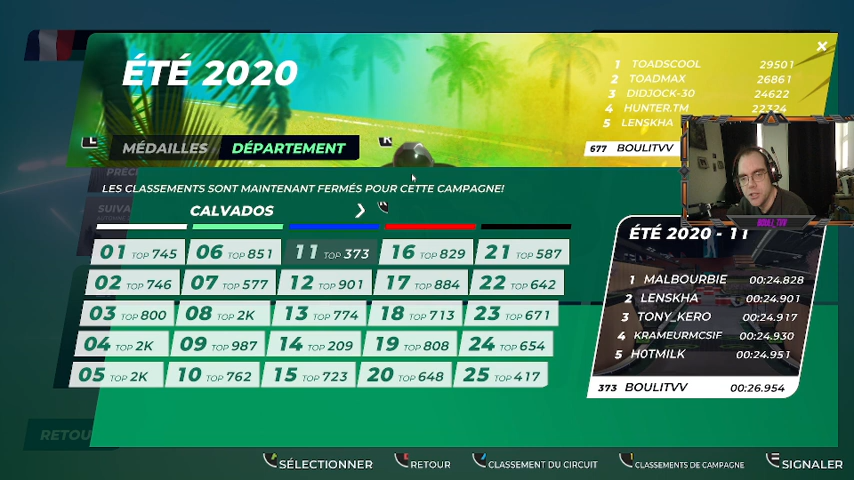 ÉTÉ 2020
1 TOADSCOOL 29501
2 TOADMAX 26861
3 DIDJOCK-30 24622
4 HUNTER.TM 22324
5 LENSKHA
677 BOULITVV
L MÉDAILLES DÉPARTEMENT R
LES CLASSEMENTS SONT MAINTENANT FERMÉS POUR CETTE CAMPAGNE!
CALVADOS
01 TOP 745 06 TOP 851 11 TOP 373 16 TOP 829 21 TOP 587
02 TOP 746 07 TOP 577 12 TOP 901 17 TOP 884 22 TOP 642
03 TOP 800 08 TOP 2K 13 TOP 774 18 TOP 713 23 TOP 671
04 TOP 2K 09 TOP 987 14 TOP 209 19 TOP 808 24 TOP 654
05 TOP 2K 10 TOP 762 15 TOP 723 20 TOP 648 25 TOP 417
BOULI TVV
ÉTÉ 2020 - 11
1 MALBOURBIE 00:24.828
2 LENSKHA 00:24.901
3 TONY_KERO 00:24.917
4 KRAMEURMCSIF 00:24.930
5 H0TMILK 00:24.951
373 BOULITVV 00:26.954
RETOU
SÉLECTIONNER RETOUR CLASSEMENT DU CIRCUIT CLASSEMENTS DE CAMPAGNE SIGNALER